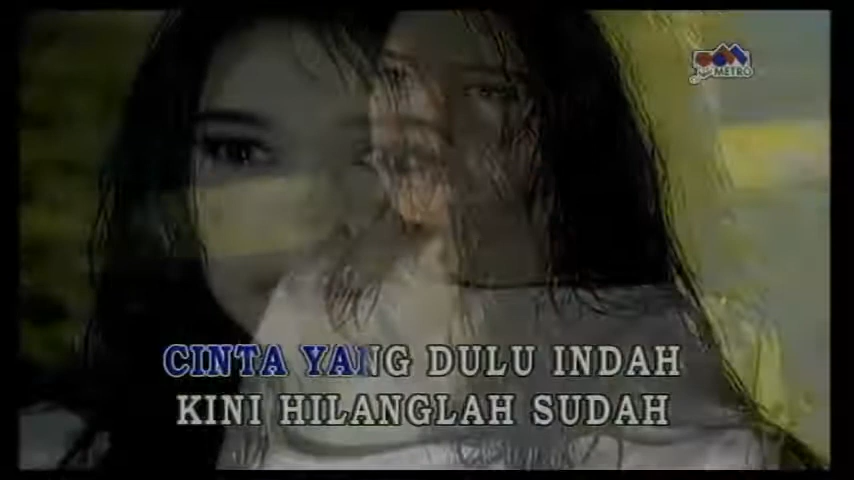 METRO
CINTA YANG DULU INDAH
KINI HILANGLAH SUDAH